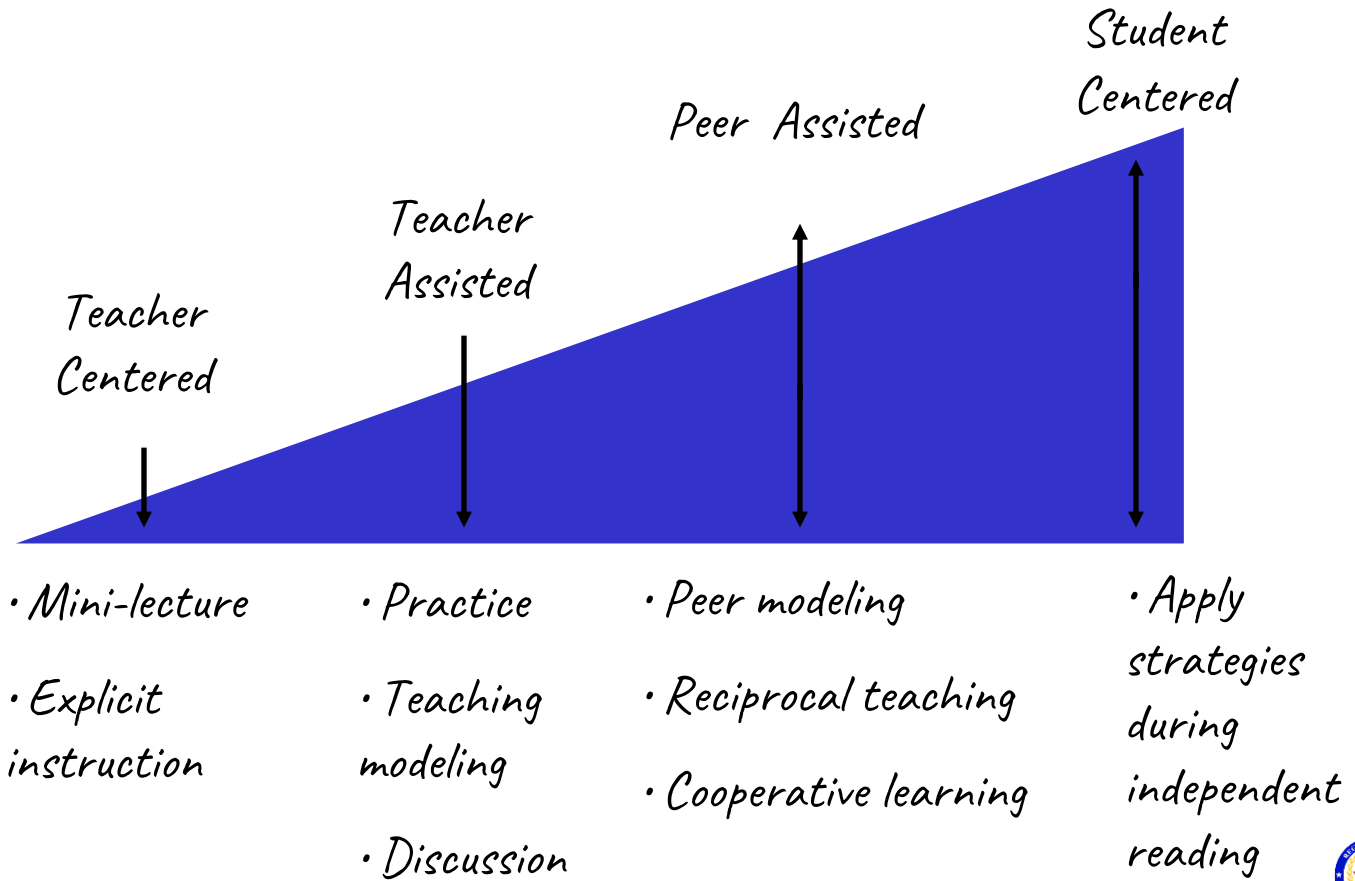 Teacher
Centered
Teacher
Assisted
Peer Assisted
Student
Centered
• Mini-lecture
• Explicit
instruction
• Practice
• Teaching
modeling
• Discussion
• Peer modeling
• Reciprocal teaching
• Cooperative learning
• Apply
strategies
during
independent
reading